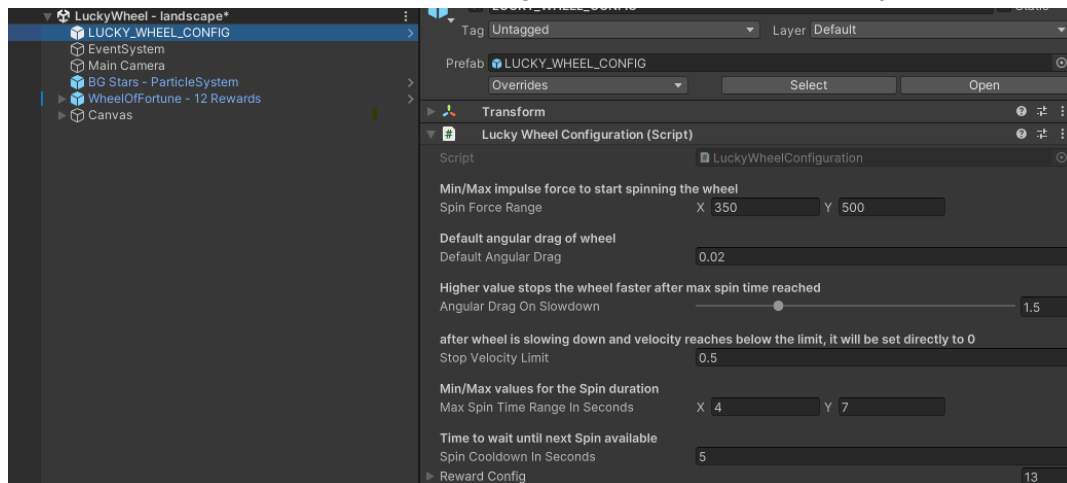 LuckyWheel - landscape*
LUCKY_WHEEL_CONFIG
EventSystem
Main Camera
BG Stars - ParticleSystem
WheelOfFortune - 12 Rewards
Canvas
LUCKY_WHEEL_CONFIG
Static
Tag Untagged Layer Default
Prefab LUCKY_WHEEL_CONFIG
Overrides Select Open
Transform
# Lucky Wheel Configuration (Script)
Script LuckyWheelConfiguration
Min/Max impulse force to start spinning the wheel
Spin Force Range X 350 Y 500
Default angular drag of wheel
Default Angular Drag 0.02
Higher value stops the wheel faster after max spin time reached
Angular Drag On Slowdown 1.5
after wheel is slowing down and velocity reaches below the limit, it will be set directly to 0
Stop Velocity Limit 0.5
Min/Max values for the Spin duration
Max Spin Time Range In Seconds X 4 Y 7
Time to wait until next Spin available
Spin Cooldown In Seconds 5
Reward Config 13